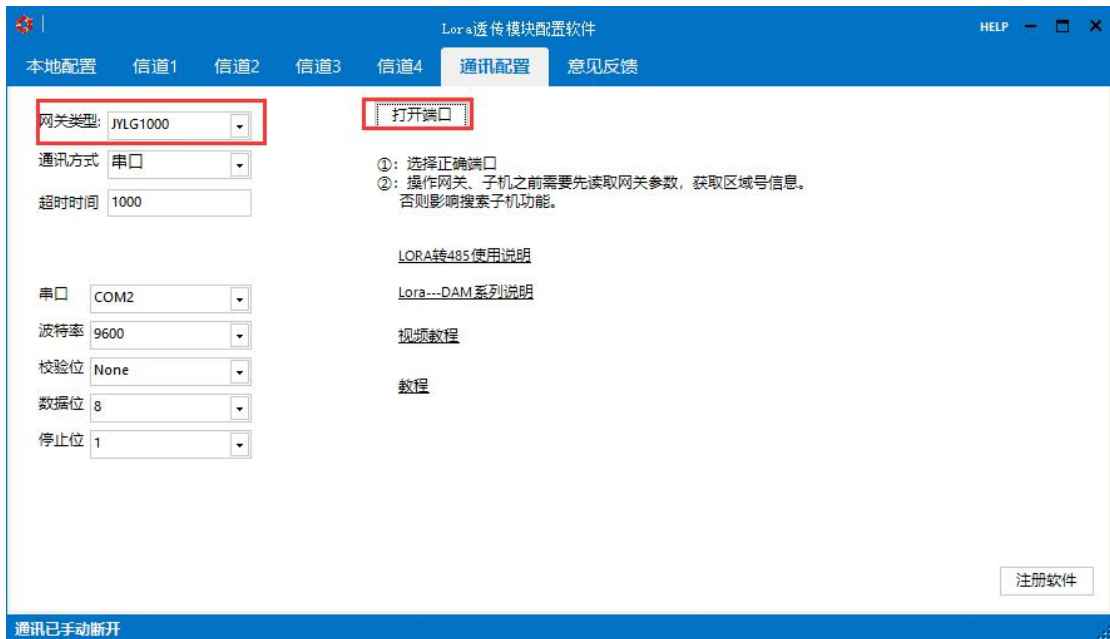 Lora透传模块配置软件
HELP
本地配置 信道1 信道2 信道3 信道4 通讯配置 意见反馈
网关类型: JYLG1000
打开端口
通讯方式 串口
①：选择正确端口
②：操作网关、子机之前需要先读取网关参数，获取区域号信息。
否则影响搜索子机功能。
超时时间 1000
LORA转485使用说明
串口 COM2
Lora---DAM系列说明
波特率 9600
视频教程
校验位 None
教程
数据位 8
停止位 1
注册软件
通讯已手动断开